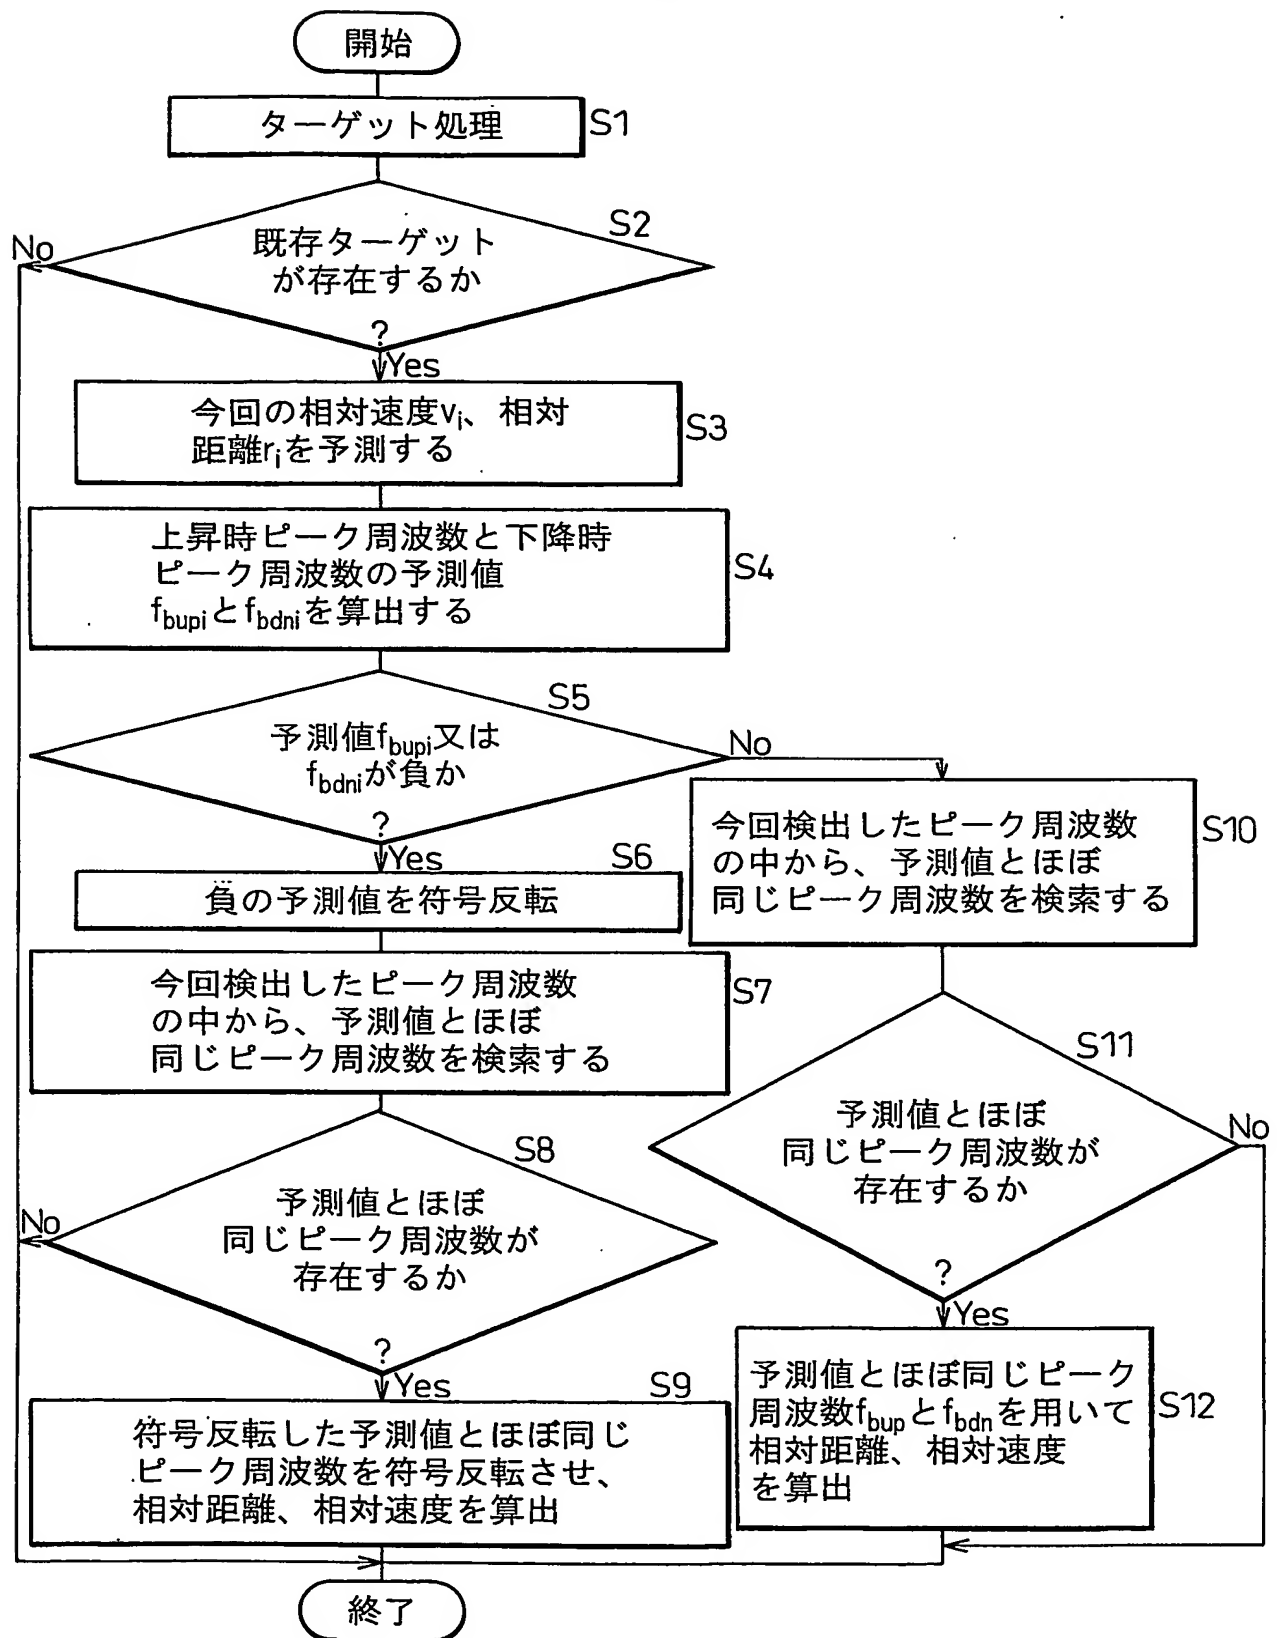 開始
ターゲット処理
S1
S2
No
既存ターゲット
が存在するか
?
Yes
今回の相対速度vi、相対
距離riを予測する
S3
上昇時ピーク周波数と下降時
ピーク周波数の予測値
fbupiとfbdniを算出する
S4
S5
予測値fbupi又は
fbdniが負か
?
No
Yes
S6
負の予測値を符号反転
今回検出したピーク周波数
の中から、予測値とほぼ
同じピーク周波数を検索する
S10
今回検出したピーク周波数
の中から、予測値とほぼ
同じピーク周波数を検索する
S7
S11
予測値とほぼ
同じピーク周波数が
存在するか
?
No
Yes
S8
予測値とほぼ
同じピーク周波数が
存在するか
?
No
Yes
S9
符号反転した予測値とほぼ同じ
ピーク周波数を符号反転させ、
相対距離、相対速度を算出
予測値とほぼ同じピーク
周波数fbupとfbdnを用いて
相対距離、相対速度
を算出
S12
終了